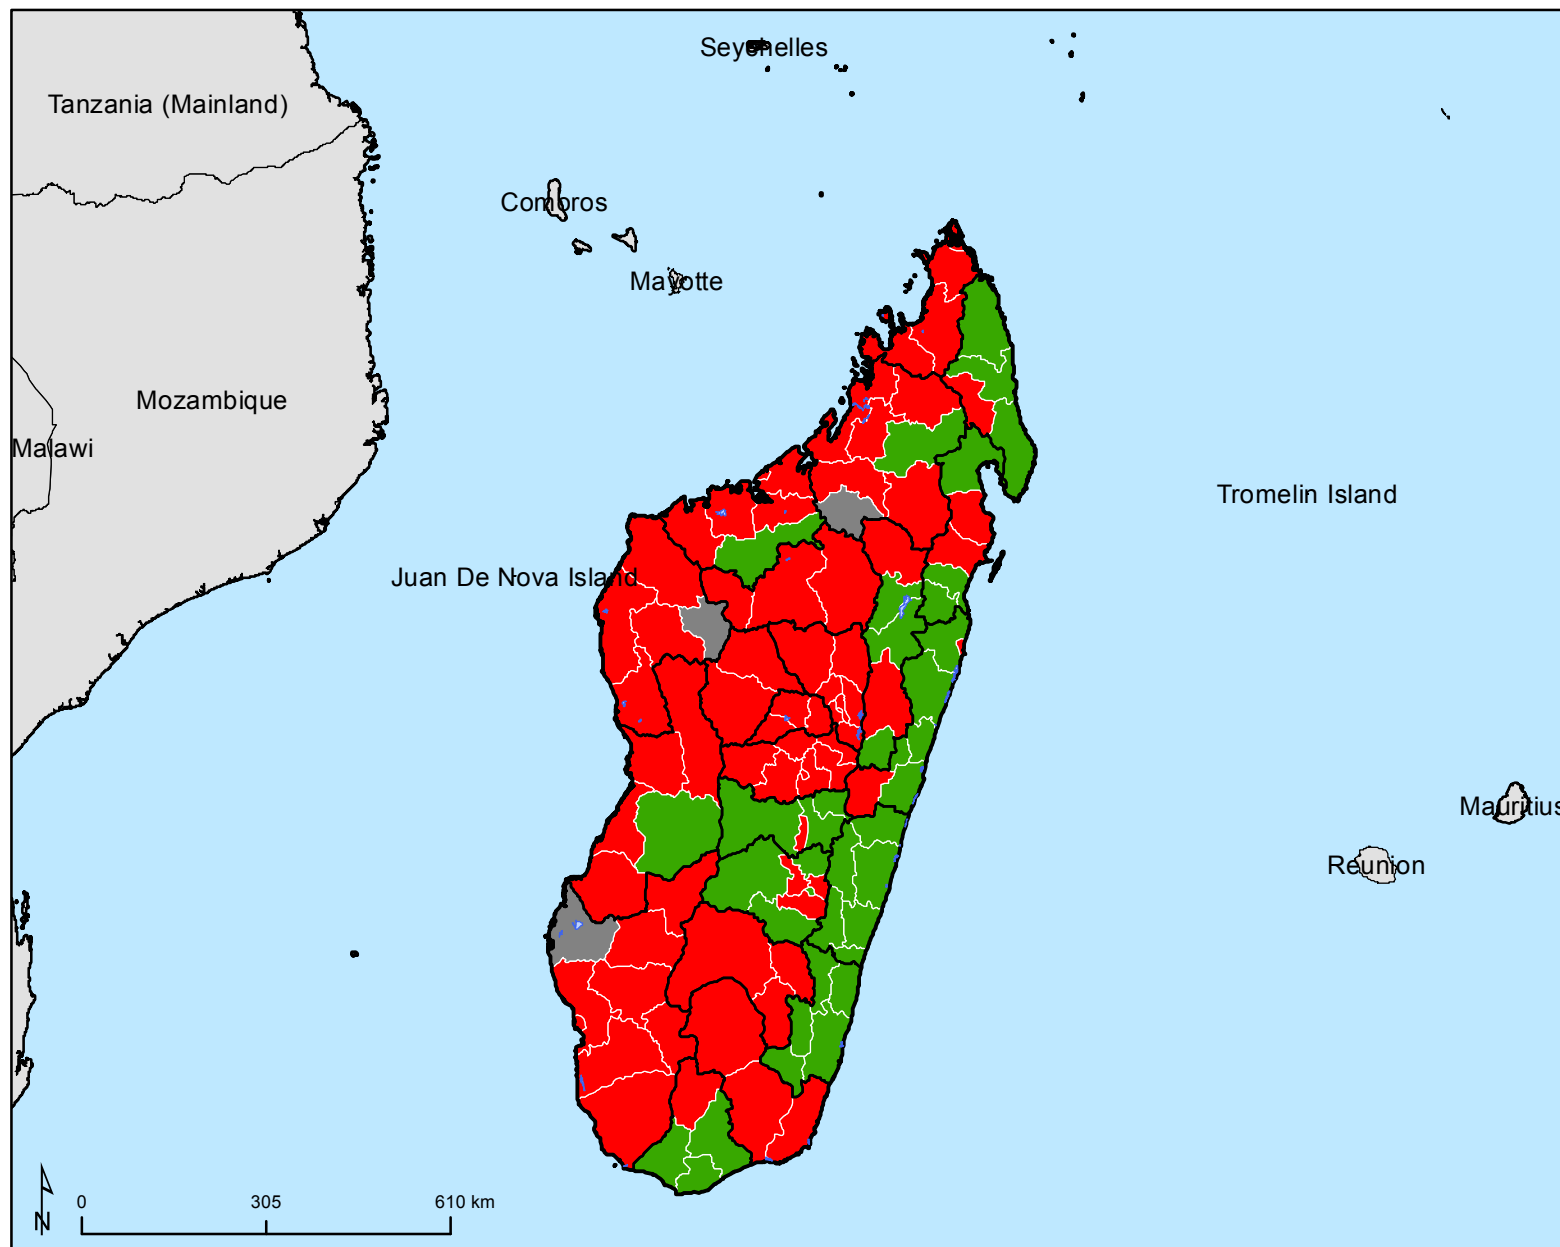 Seychelles
Tanzania (Mainland)
Comoros
Mayotte
Mozambique
Malawi
Tromelin Island
Juan De Nova Island
Mauritius
Reunion
N
0 305 610 km